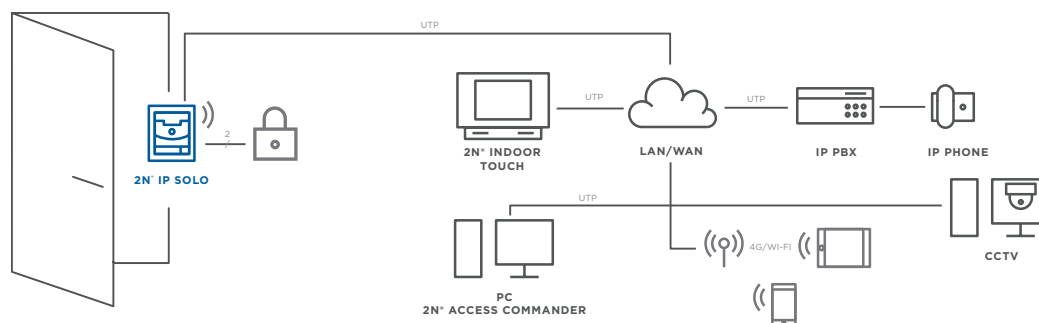 UTP
UTP
UTP
2
2N° IP SOLO
2N® INDOOR
TOUCH
LAN/WAN
IP PBX
IP PHONE
UTP
4G/WI-FI
CCTV
PC
2N® ACCESS COMMANDER